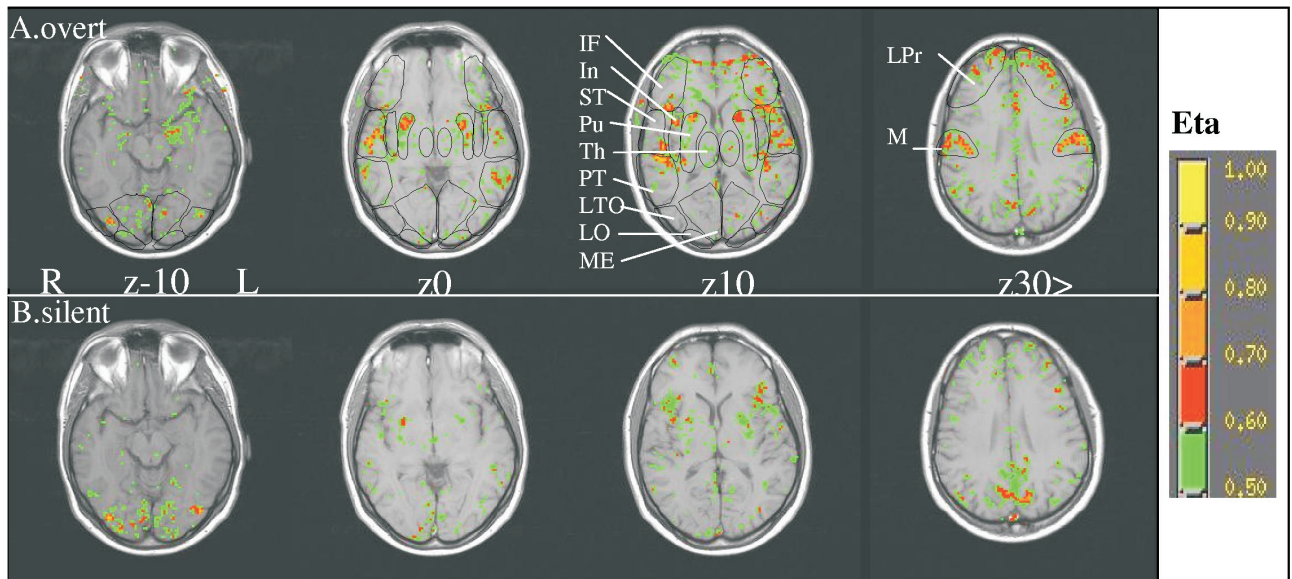 A.overt
IF
In
ST
Pu
Th
PT
LTO
LO
ME
LPr
M
R z-10 L z0 z10 z30>
B.silent
Eta
1.00
0.90
0.80
0.70
0.60
0.50